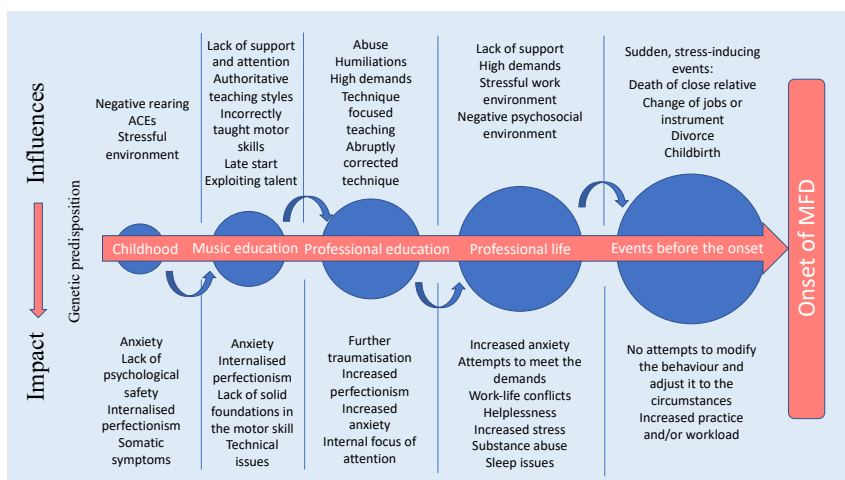 Influences
Impact
Genetic predisposition
Negative rearing
ACEs
Stressful
environment
Lack of support
and attention
Authoritative
teaching styles
Incorrectly
taught motor
skills
Late start
Exploiting talent
Abuse
Humiliations
High demands
Technique
focused
teaching
Abruptly
corrected
technique
Lack of support
High demands
Stressful work
environment
Negative psychosocial
environment
Sudden, stress-inducing
events:
Death of close relative
Change of jobs or
instrument
Divorce
Childbirth
Childhood
Music education
Professional education
Professional life
Events before the onset
Onset of MFD
Anxiety
Lack of
psychological
safety
Internalised
perfectionism
Somatic
symptoms
Anxiety
Internalised
perfectionism
Lack of solid
foundations in
the motor skill
Technical
issues
Further
traumatisation
Increased
perfectionism
Increased
anxiety
Internal focus of
attention
Increased anxiety
Attempts to meet the
demands
Work-life conflicts
Helplessness
Increased stress
Substance abuse
Sleep issues
No attempts to modify
the behaviour and
adjust it to the
circumstances
Increased practice
and/or workload